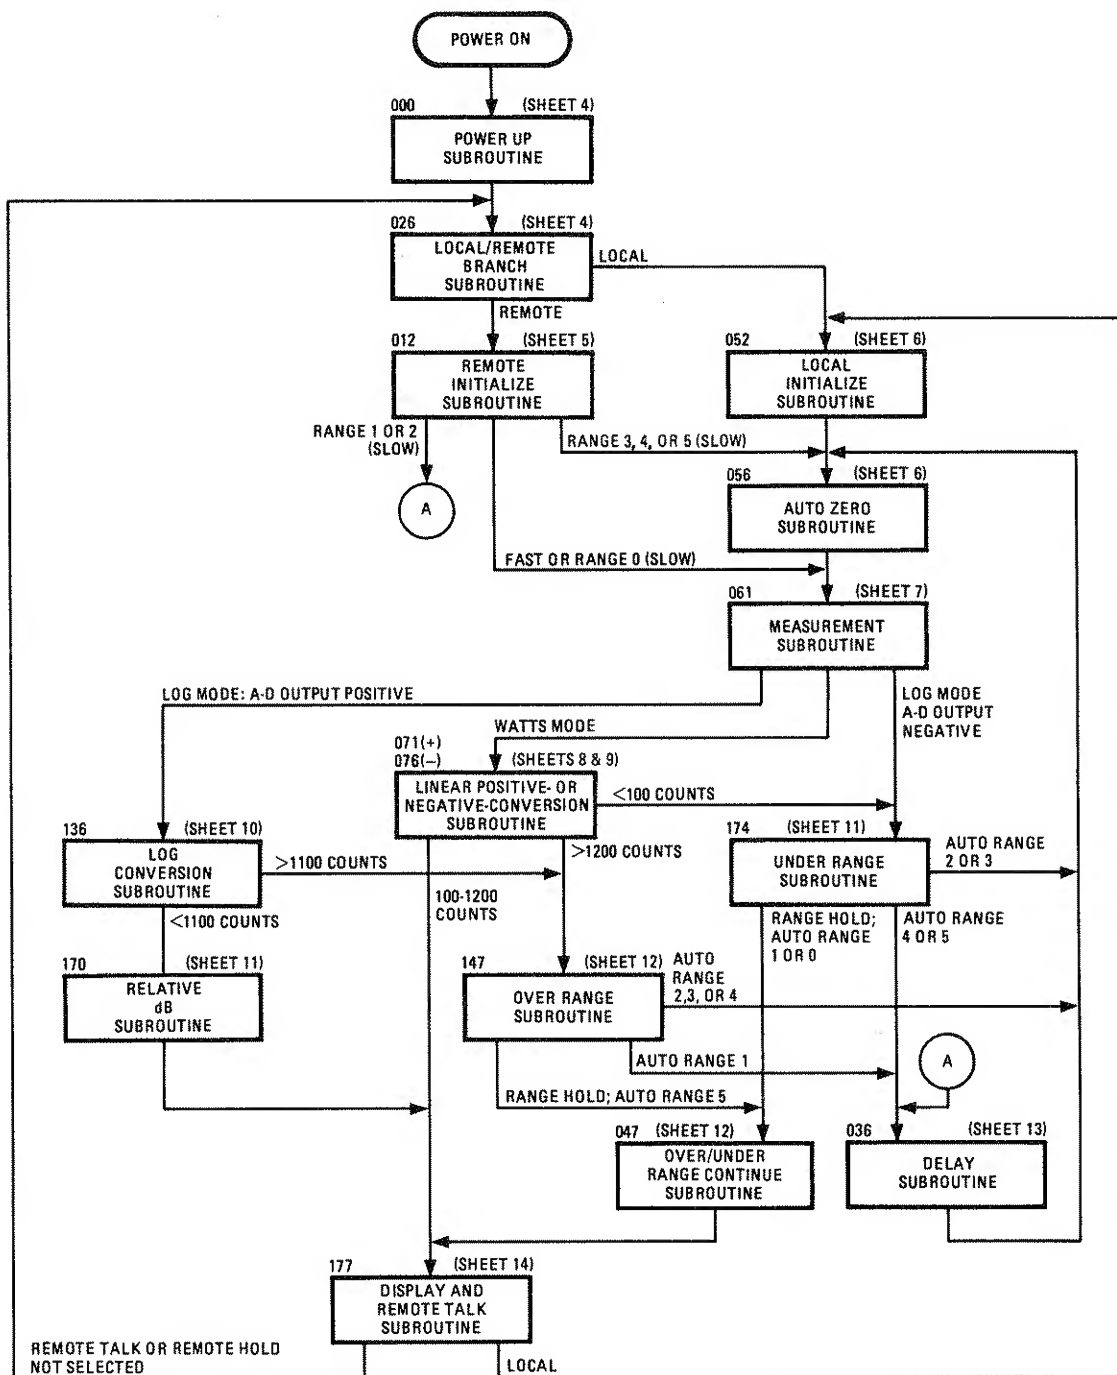 POWER ON
000 (SHEET 4)
POWER UP
SUBROUTINE
026 (SHEET 4)
LOCAL/REMOTE
BRANCH
SUBROUTINE
LOCAL
REMOTE
012 (SHEET 5)
REMOTE
INITIALIZE
SUBROUTINE
052 (SHEET 6)
LOCAL
INITIALIZE
SUBROUTINE
RANGE 1 OR 2
(SLOW)
RANGE 3, 4, OR 5 (SLOW)
A
056 (SHEET 6)
AUTO ZERO
SUBROUTINE
FAST OR RANGE 0 (SLOW)
061 (SHEET 7)
MEASUREMENT
SUBROUTINE
LOG MODE: A-D OUTPUT POSITIVE
WATTS MODE
LOG MODE
A-D OUTPUT
NEGATIVE
071(+)
076(–) (SHEETS 8 & 9)
LINEAR POSITIVE- OR
NEGATIVE-CONVERSION
SUBROUTINE
<100 COUNTS
136 (SHEET 10)
LOG
CONVERSION
SUBROUTINE
>1100 COUNTS
<1100 COUNTS
100-1200
COUNTS
>1200 COUNTS
174 (SHEET 11)
UNDER RANGE
SUBROUTINE
AUTO RANGE
2 OR 3
RANGE HOLD;
AUTO RANGE
1 OR 0
AUTO RANGE
4 OR 5
170 (SHEET 11)
RELATIVE
dB
SUBROUTINE
147 (SHEET 12)
OVER RANGE
SUBROUTINE
AUTO
RANGE
2,3, OR 4
AUTO RANGE 1
A
RANGE HOLD; AUTO RANGE 5
047 (SHEET 12)
OVER/UNDER
RANGE CONTINUE
SUBROUTINE
036 (SHEET 13)
DELAY
SUBROUTINE
177 (SHEET 14)
DISPLAY AND
REMOTE TALK
SUBROUTINE
REMOTE TALK OR REMOTE HOLD
NOT SELECTED
LOCAL